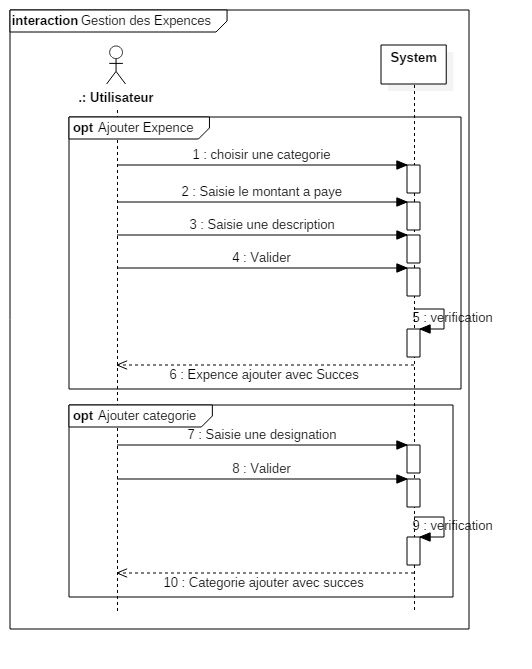 interaction Gestion des Expences
System
.: Utilisateur
opt Ajouter Expence
1 : choisir une categorie
2 : Saisie le montant a paye
3 : Saisie une description
4 : Valider
5 : verification
6 : Expence ajouter avec Succes
opt Ajouter categorie
7 : Saisie une designation
8 : Valider
9 : verification
10 : Categorie ajouter avec succes